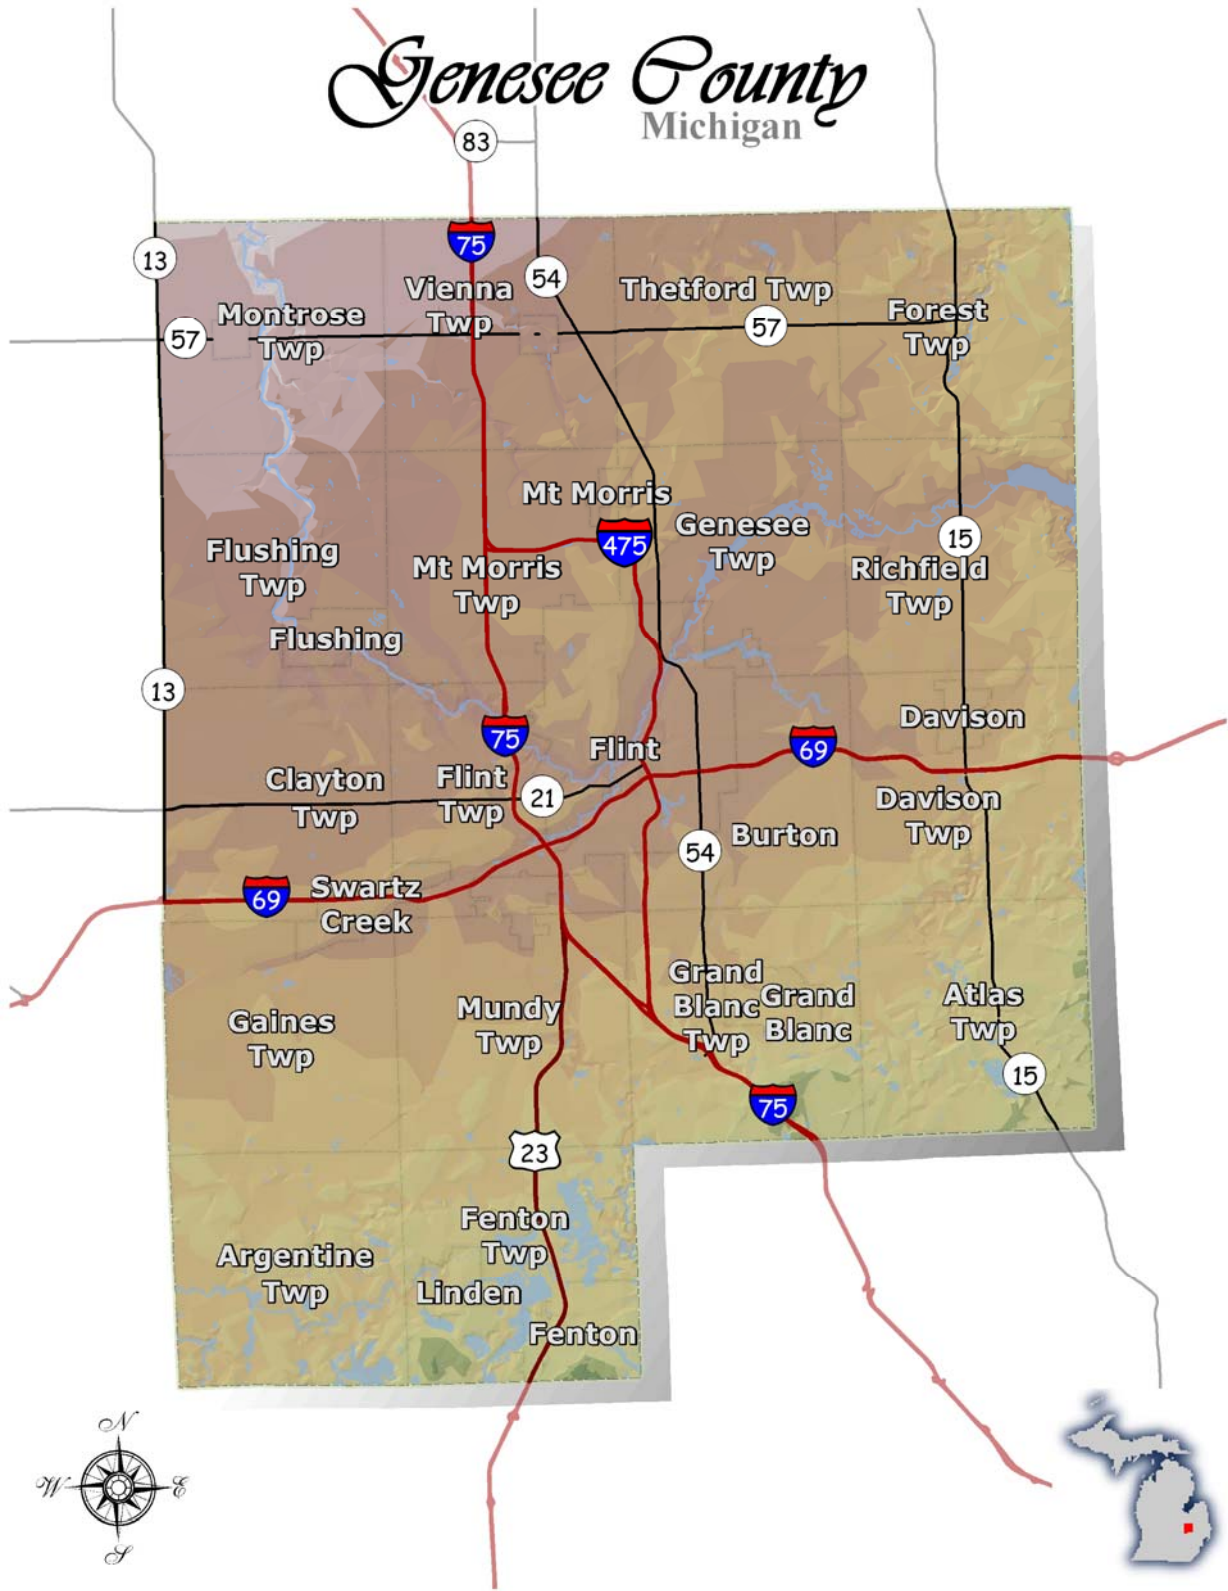 Genesee County
Michigan
83
75
13
54
Vienna
Twp
Thetford Twp
Montrose
Twp
Forest
Twp
57
57
Mt Morris
475
Genesee
Twp
15
Flushing
Twp
Mt Morris
Twp
Richfield
Twp
Flushing
13
75
Flint
69
Davison
Clayton
Twp
Flint
Twp
21
Davison
Twp
Burton
54
69
Swartz
Creek
Grand
Blanc
Twp
Grand
Blanc
Atlas
Twp
Mundy
Twp
Gaines
Twp
15
75
23
Fenton
Twp
Argentine
Twp
Linden
Fenton
N
W
E
S